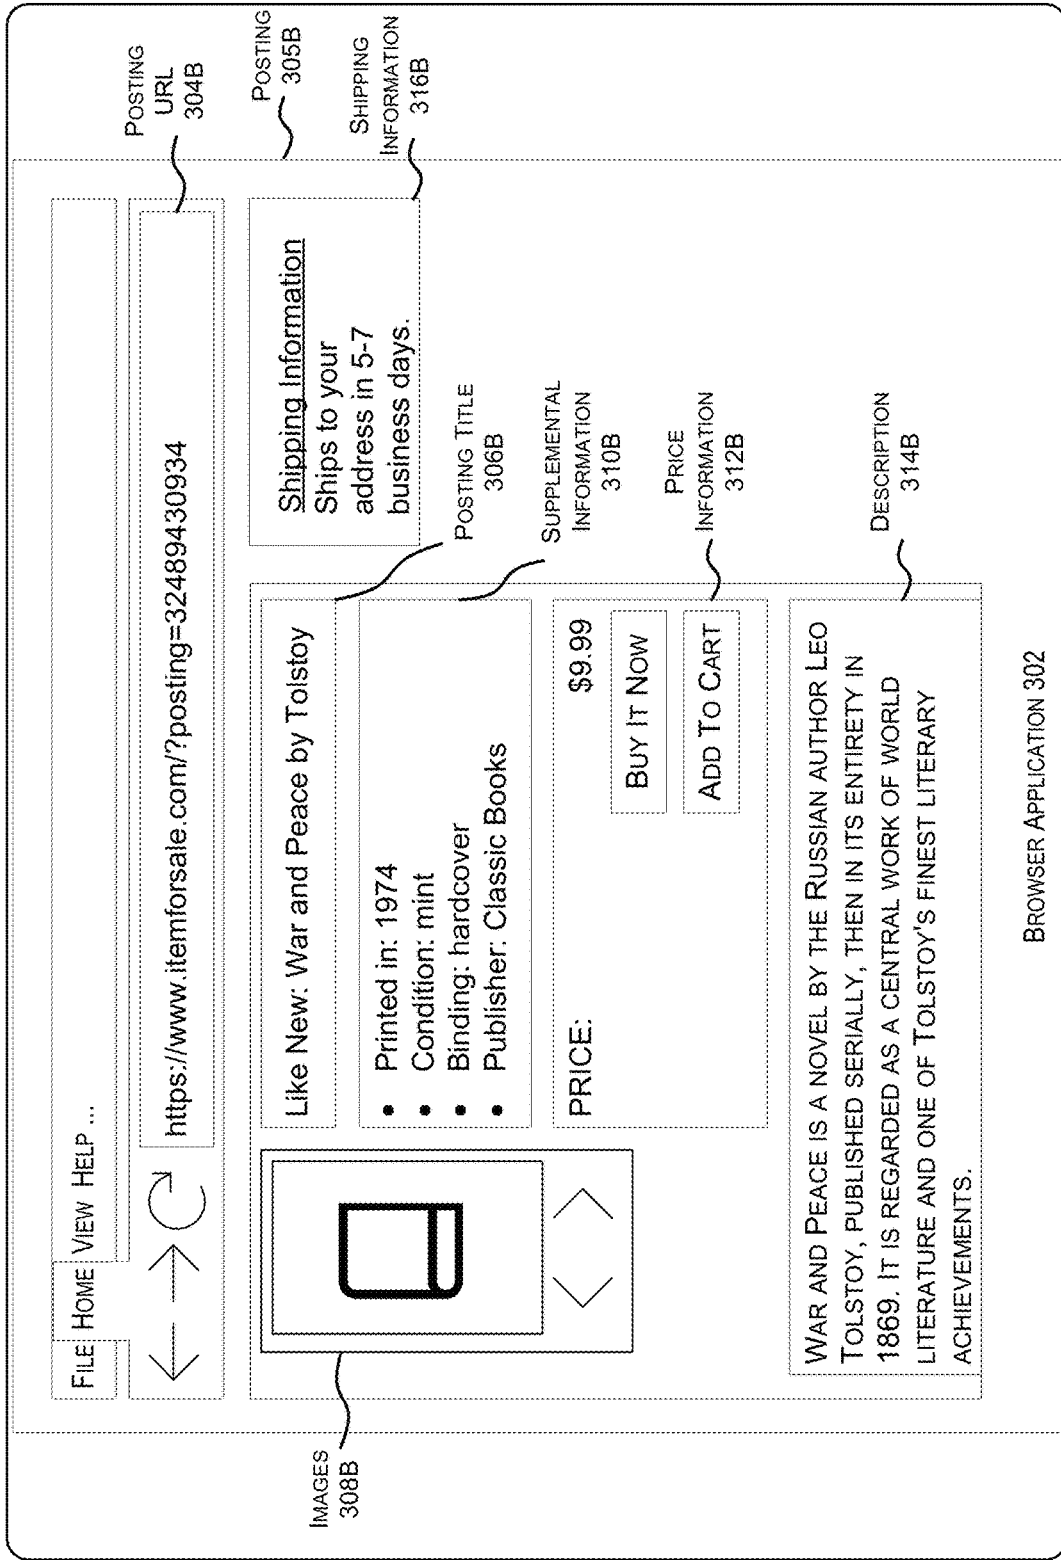 FILE HOME VIEW HELP ...
https://www.itemforsale.com/?posting=32489430934
POSTING
URL
304B
POSTING
305B
SHIPPING
INFORMATION
316B
Shipping Information
Ships to your
address in 5-7
business days.
IMAGES
308B
Like New: War and Peace by Tolstoy
POSTING TITLE
306B
• Printed in: 1974
• Condition: mint
• Binding: hardcover
• Publisher: Classic Books
SUPPLEMENTAL
INFORMATION
310B
PRICE: $9.99
BUY IT NOW
ADD TO CART
PRICE
INFORMATION
312B
WAR AND PEACE IS A NOVEL BY THE RUSSIAN AUTHOR LEO
TOLSTOY, PUBLISHED SERIALLY, THEN IN ITS ENTIRETY IN
1869. IT IS REGARDED AS A CENTRAL WORK OF WORLD
LITERATURE AND ONE OF TOLSTOY'S FINEST LITERARY
ACHIEVEMENTS.
DESCRIPTION
314B
BROWSER APPLICATION 302